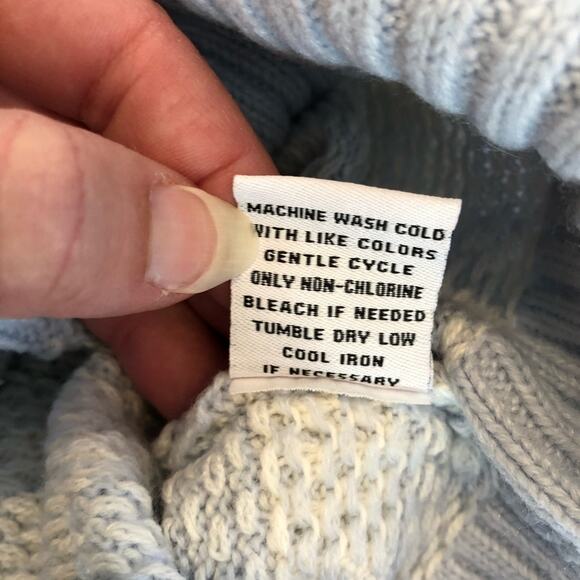 MACHINE WASH COLD
WITH LIKE COLORS
GENTLE CYCLE
ONLY NON-CHLORINE
BLEACH IF NEEDED
TUMBLE DRY LOW
COOL IRON
IF NECESSARY